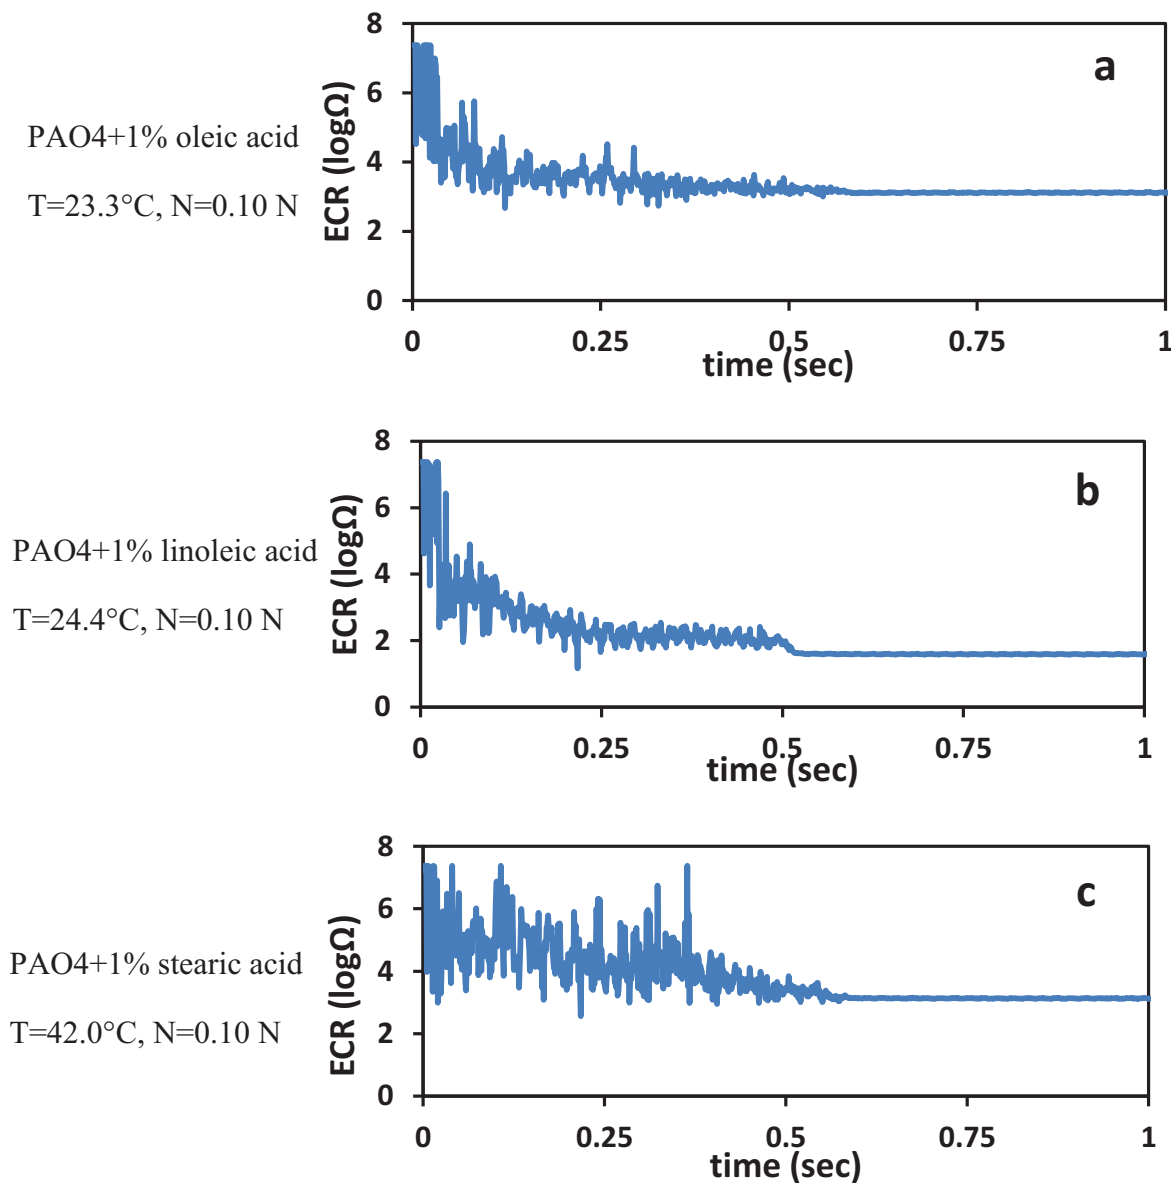 PAO4+1% oleic acid
T=23.3°C, N=0.10 N
ECR (logΩ)
8
6
4
2
0
a
0 0.25 0.5 0.75 1
time (sec)
PAO4+1% linoleic acid
T=24.4°C, N=0.10 N
ECR (logΩ)
8
6
4
2
0
b
0 0.25 0.5 0.75 1
time (sec)
PAO4+1% stearic acid
T=42.0°C, N=0.10 N
ECR (logΩ)
8
6
4
2
0
c
0 0.25 0.5 0.75 1
time (sec)